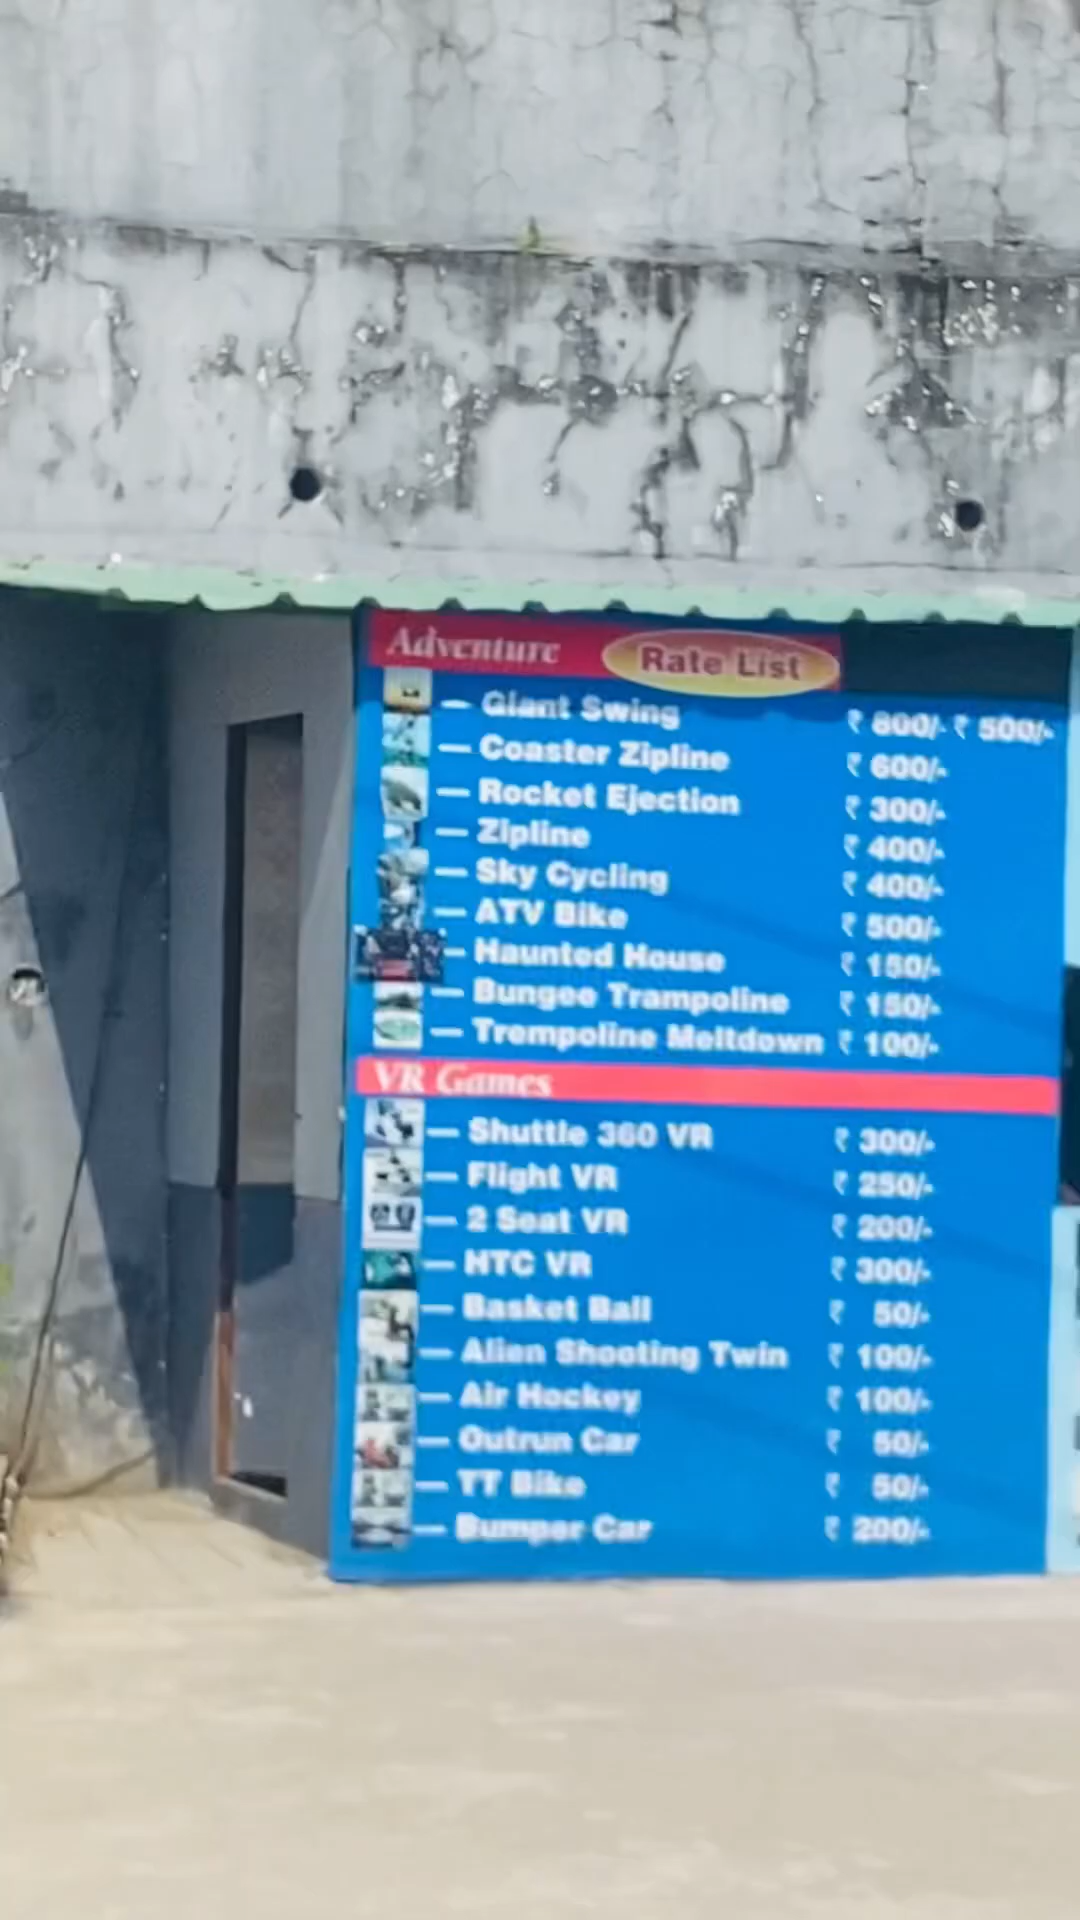 Adventure Rate List
— Giant Swing ₹ 800/- ₹ 500/-
— Coaster Zipline ₹ 600/-
— Rocket Ejection ₹ 300/-
— Zipline ₹ 400/-
— Sky Cycling ₹ 400/-
— ATV Bike ₹ 500/-
— Haunted House ₹ 150/-
— Bungee Trampoline ₹ 150/-
— Trempoline Meltdown ₹ 100/-
VR Games
— Shuttle 360 VR ₹ 300/-
— Flight VR ₹ 250/-
— 2 Seat VR ₹ 200/-
— HTC VR ₹ 300/-
— Basket Ball ₹ 50/-
— Alien Shooting Twin ₹ 100/-
— Air Hockey ₹ 100/-
— Outrun Car ₹ 50/-
— TT Bike ₹ 50/-
— Bumper Car ₹ 200/-